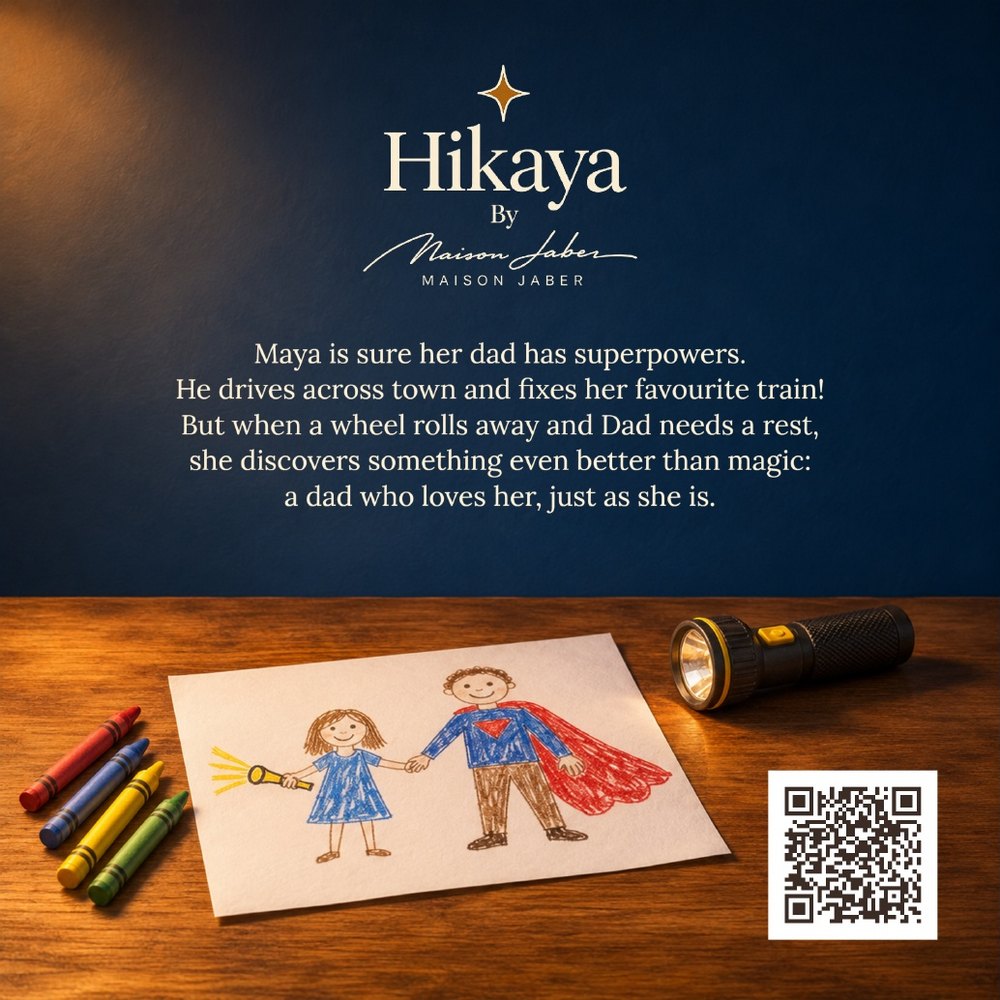 Hikaya
By
Maison Jaber
MAISON JABER
Maya is sure her dad has superpowers.
He drives across town and fixes her favourite train!
But when a wheel rolls away and Dad needs a rest,
she discovers something even better than magic:
a dad who loves her, just as she is.